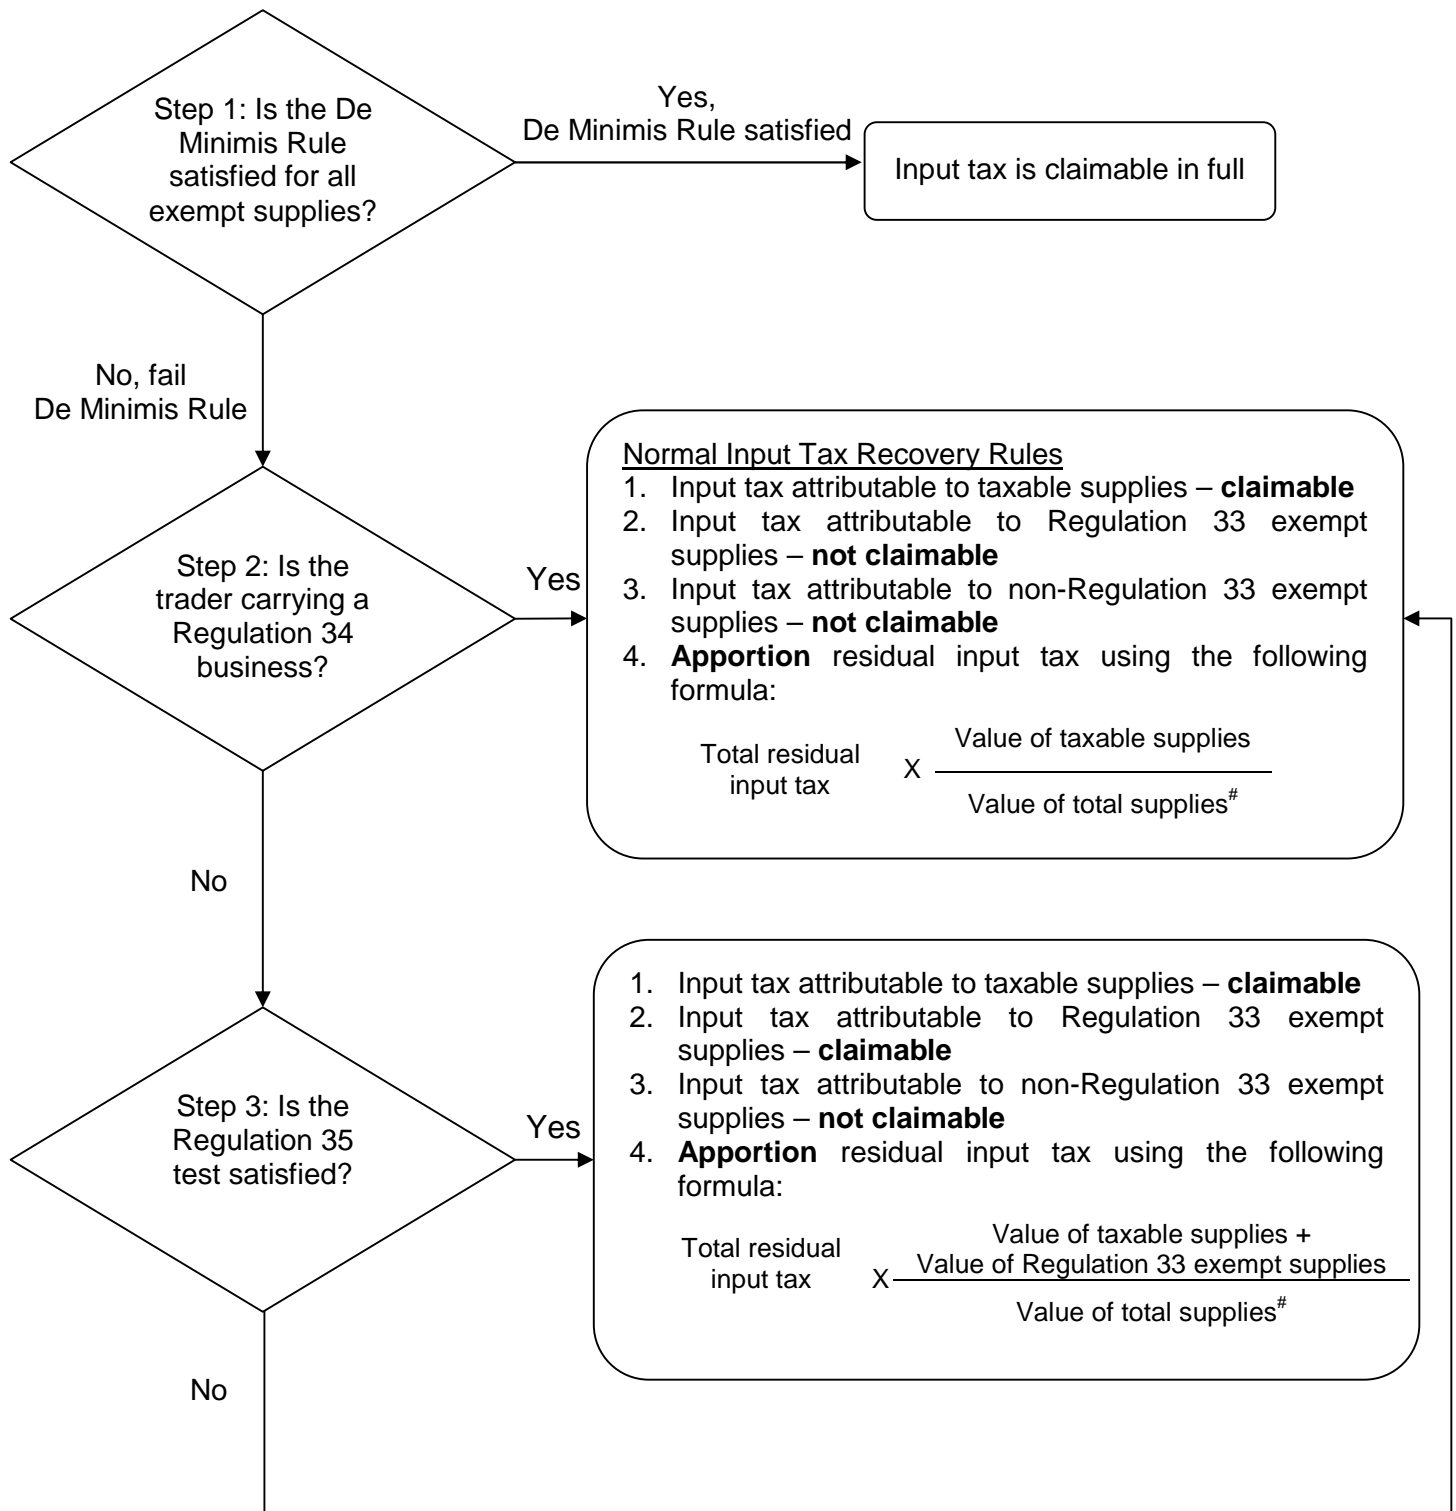 Step 1: Is the De
Minimis Rule
satisfied for all
exempt supplies?
Yes,
De Minimis Rule satisfied
Input tax is claimable in full
No, fail
De Minimis Rule
Step 2: Is the
trader carrying a
Regulation 34
business?
Yes
Normal Input Tax Recovery Rules
1. Input tax attributable to taxable supplies – claimable
2. Input tax attributable to Regulation 33 exempt
supplies – not claimable
3. Input tax attributable to non-Regulation 33 exempt
supplies – not claimable
4. Apportion residual input tax using the following
formula:
Total residual
input tax
X
Value of taxable supplies
Value of total supplies#
No
Step 3: Is the
Regulation 35
test satisfied?
Yes
1. Input tax attributable to taxable supplies – claimable
2. Input tax attributable to Regulation 33 exempt
supplies – claimable
3. Input tax attributable to non-Regulation 33 exempt
supplies – not claimable
4. Apportion residual input tax using the following
formula:
Total residual
input tax
X
Value of taxable supplies +
Value of Regulation 33 exempt supplies
Value of total supplies#
No